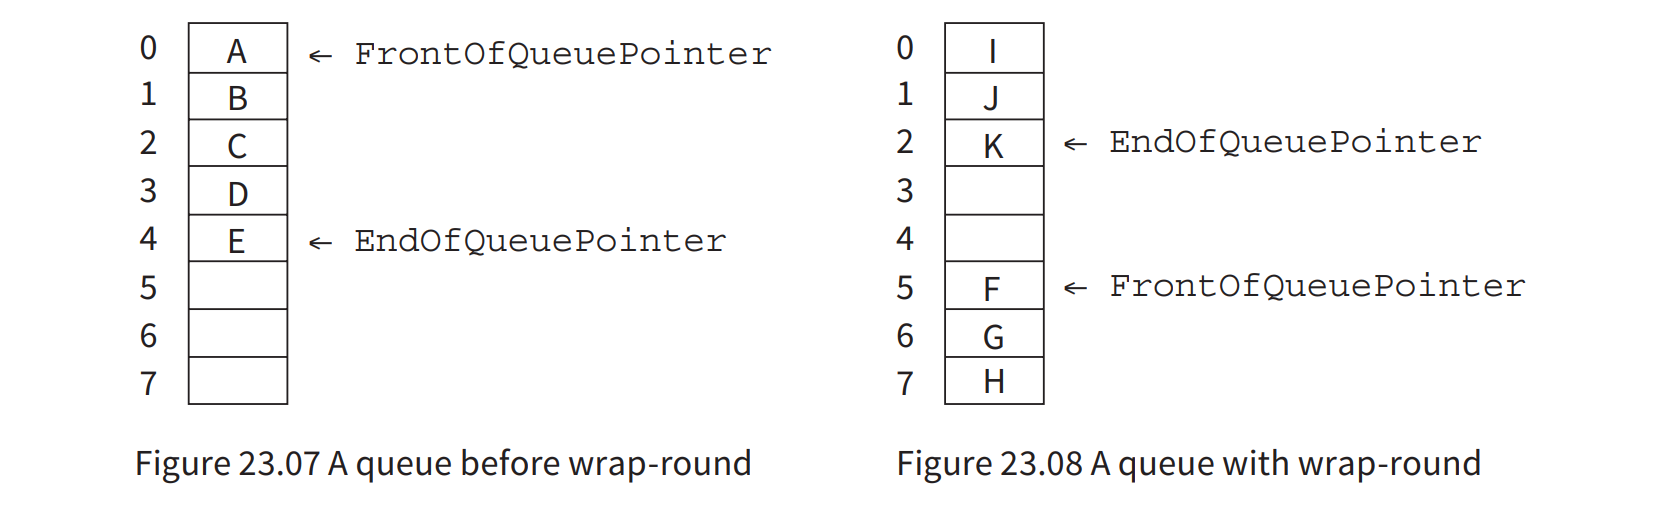 0 A ← FrontOfQueuePointer
1 B
2 C
3 D
4 E ← EndOfQueuePointer
5
6
7
Figure 23.07 A queue before wrap-round
0 I
1 J
2 K ← EndOfQueuePointer
3
4
5 F ← FrontOfQueuePointer
6 G
7 H
Figure 23.08 A queue with wrap-round